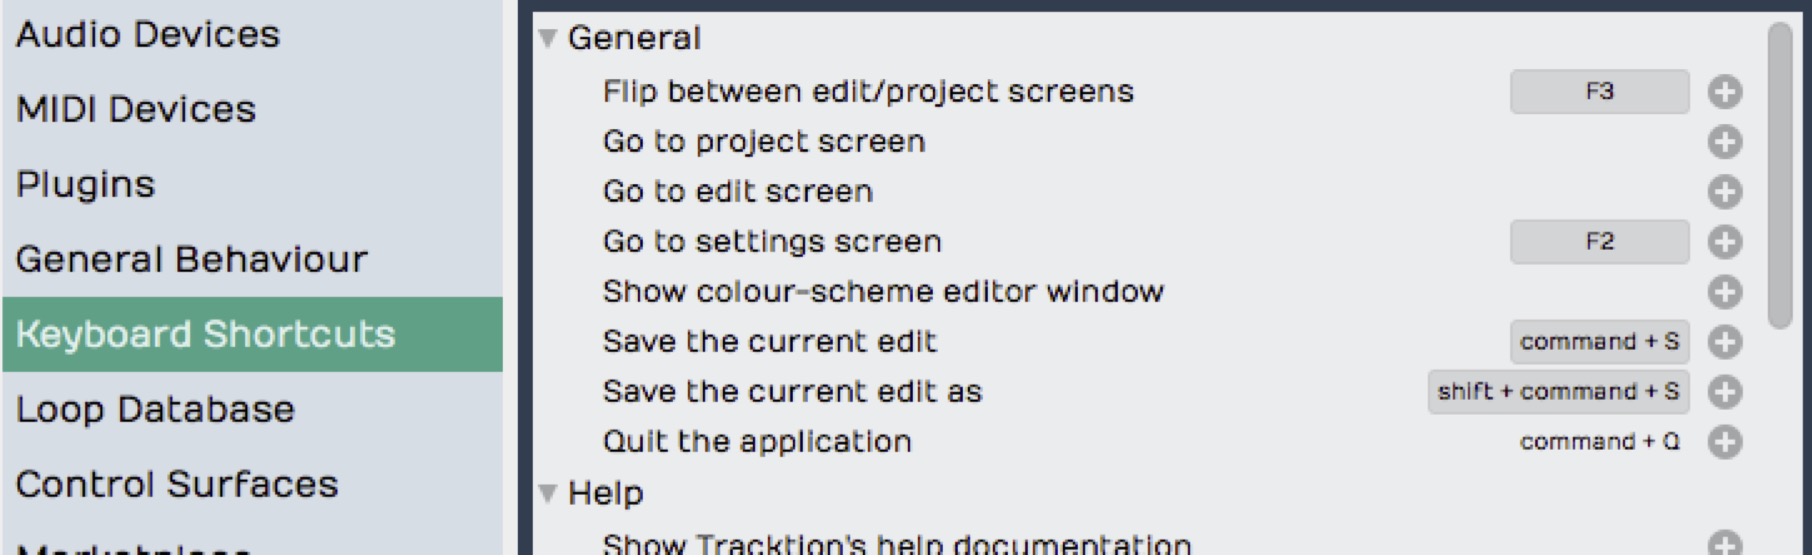 Audio Devices
MIDI Devices
Plugins
General Behaviour
Keyboard Shortcuts
Loop Database
Control Surfaces
Marketplace
General
Flip between edit/project screens F3
Go to project screen
Go to edit screen
Go to settings screen F2
Show colour-scheme editor window
Save the current edit command + S
Save the current edit as shift + command + S
Quit the application command + Q
Help
Show Tracktion's help documentation